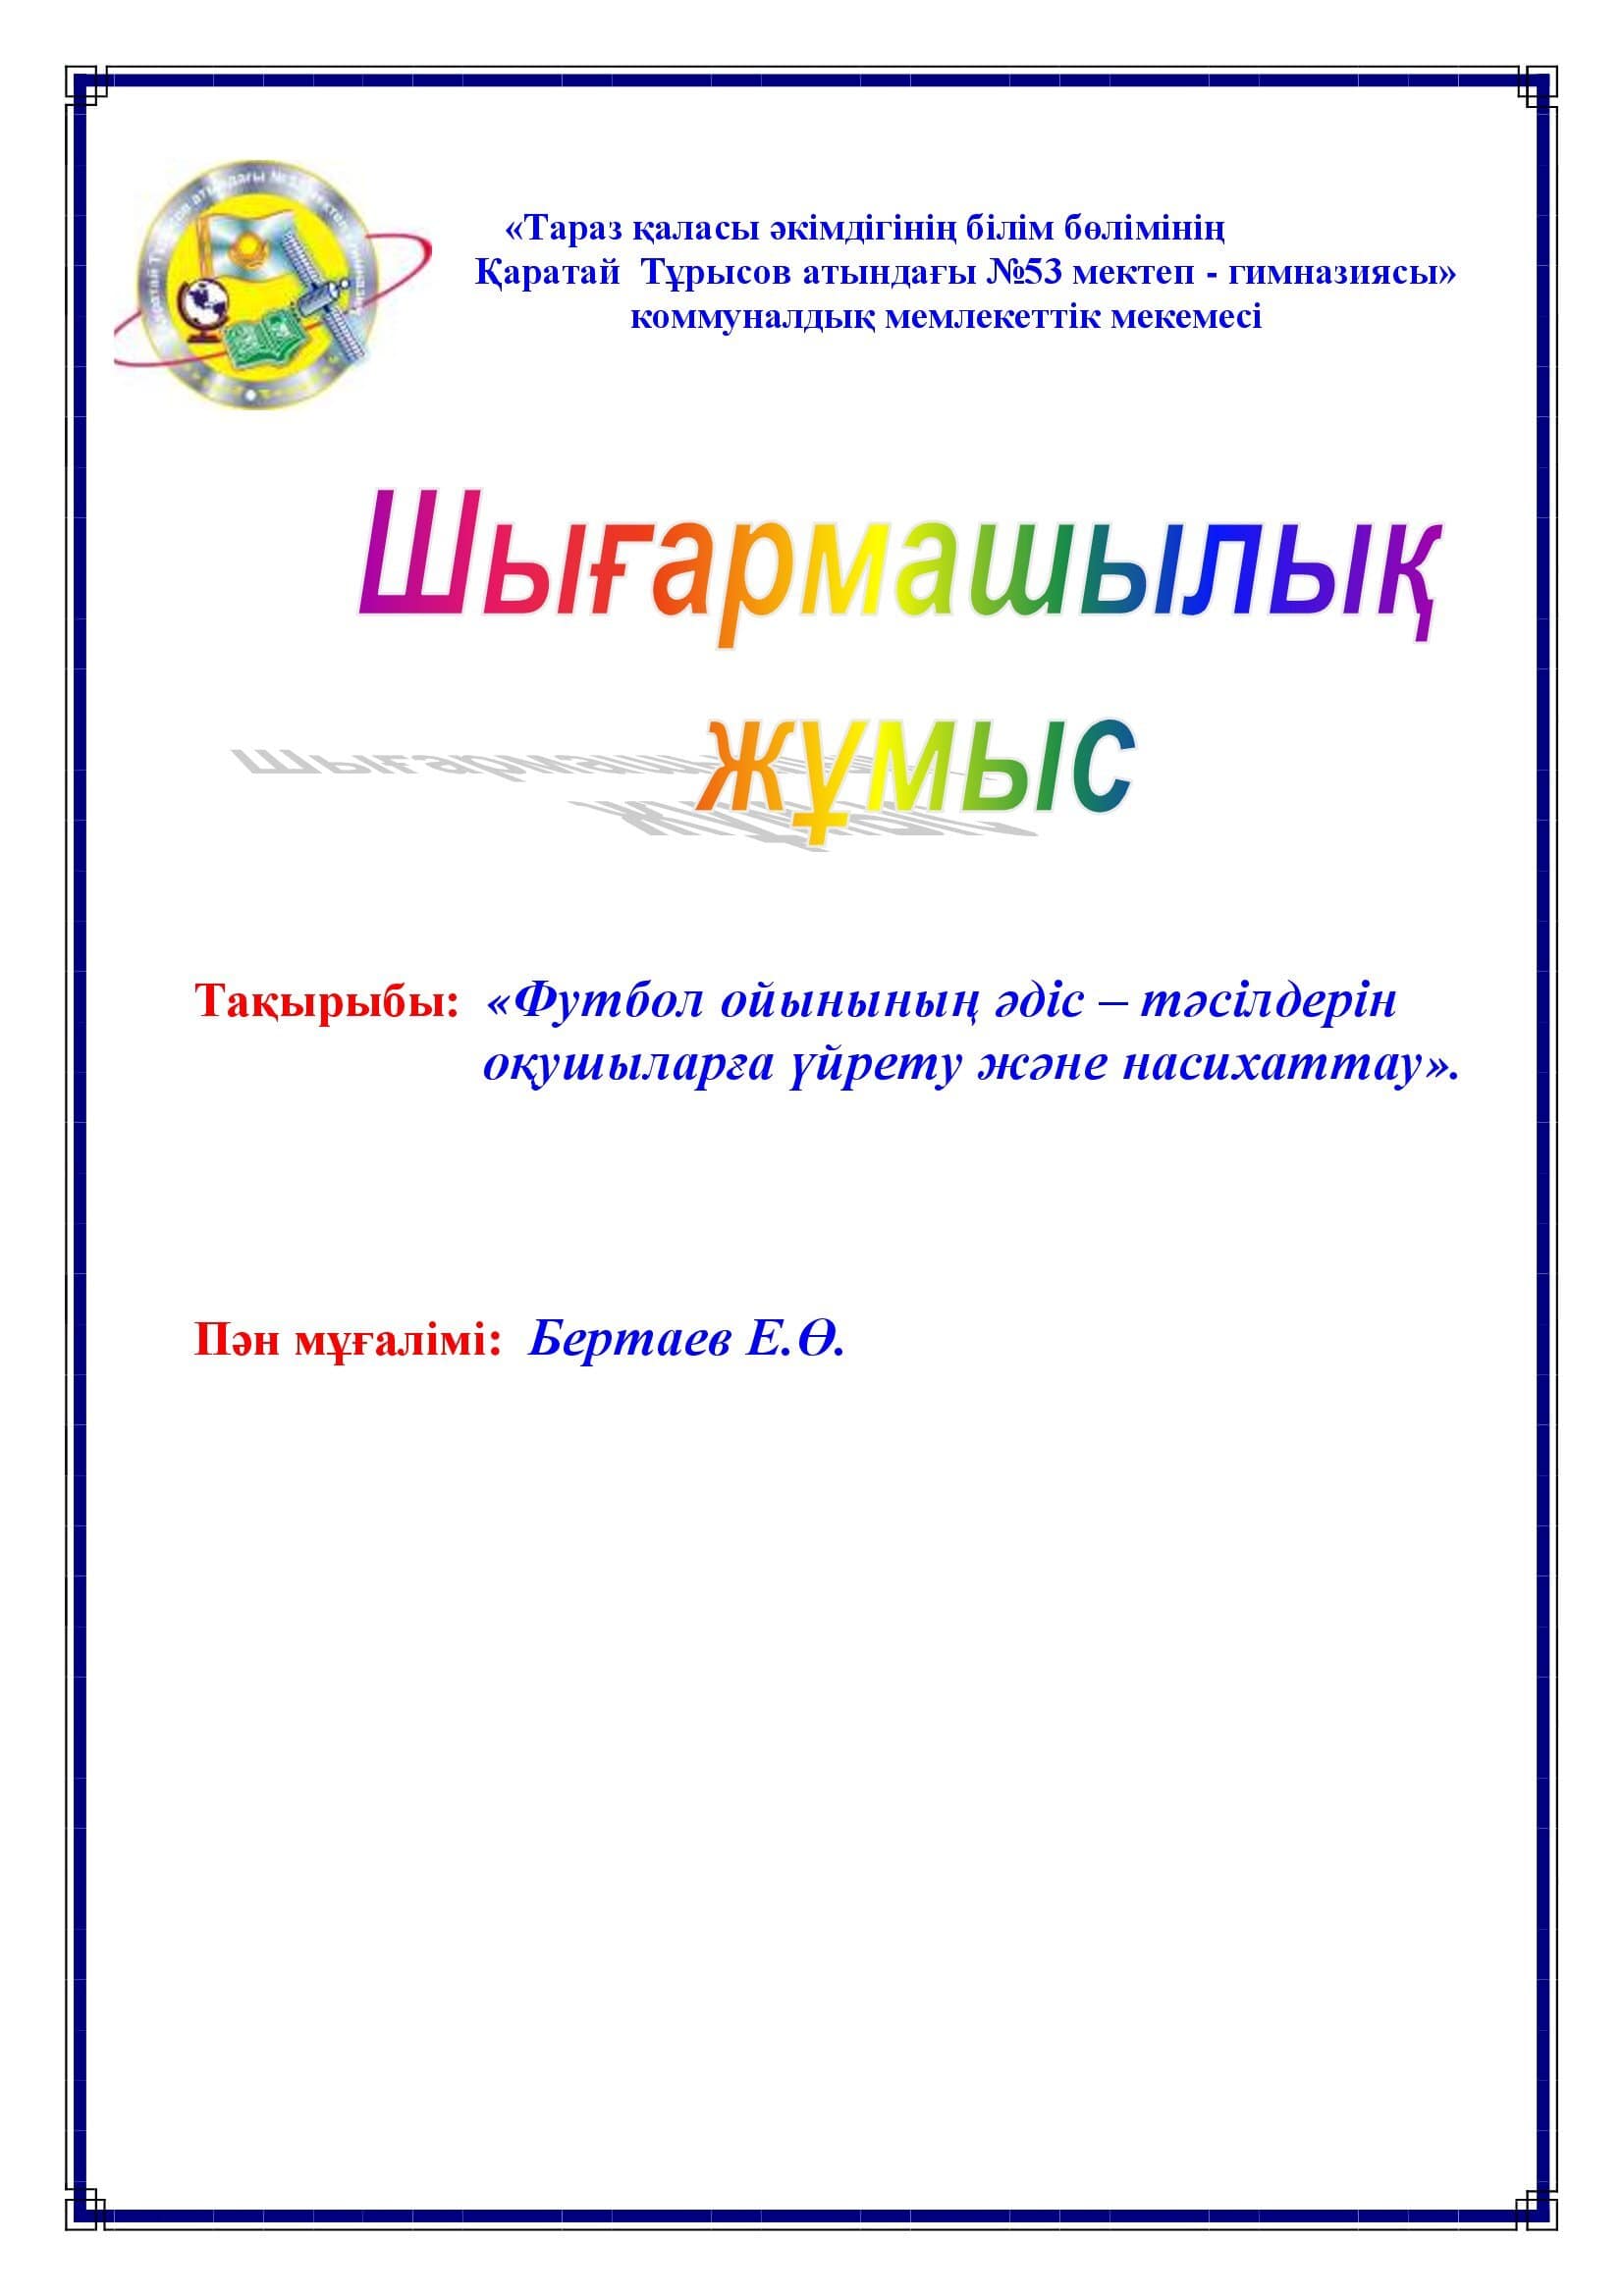 «Тараз қаласы әкімдігінің білім бөлімінің
Қаратай Тұрысов атындағы №53 мектеп - гимназиясы»
коммуналдық мемлекеттік мекемесі
Шығармашылық
жұмыс
Тақырыбы: «Футбол ойынының әдіс – тәсілдерін
оқушыларға үйрету және насихаттау».
Пән мұғалімі: Бертаев Е.Ө.